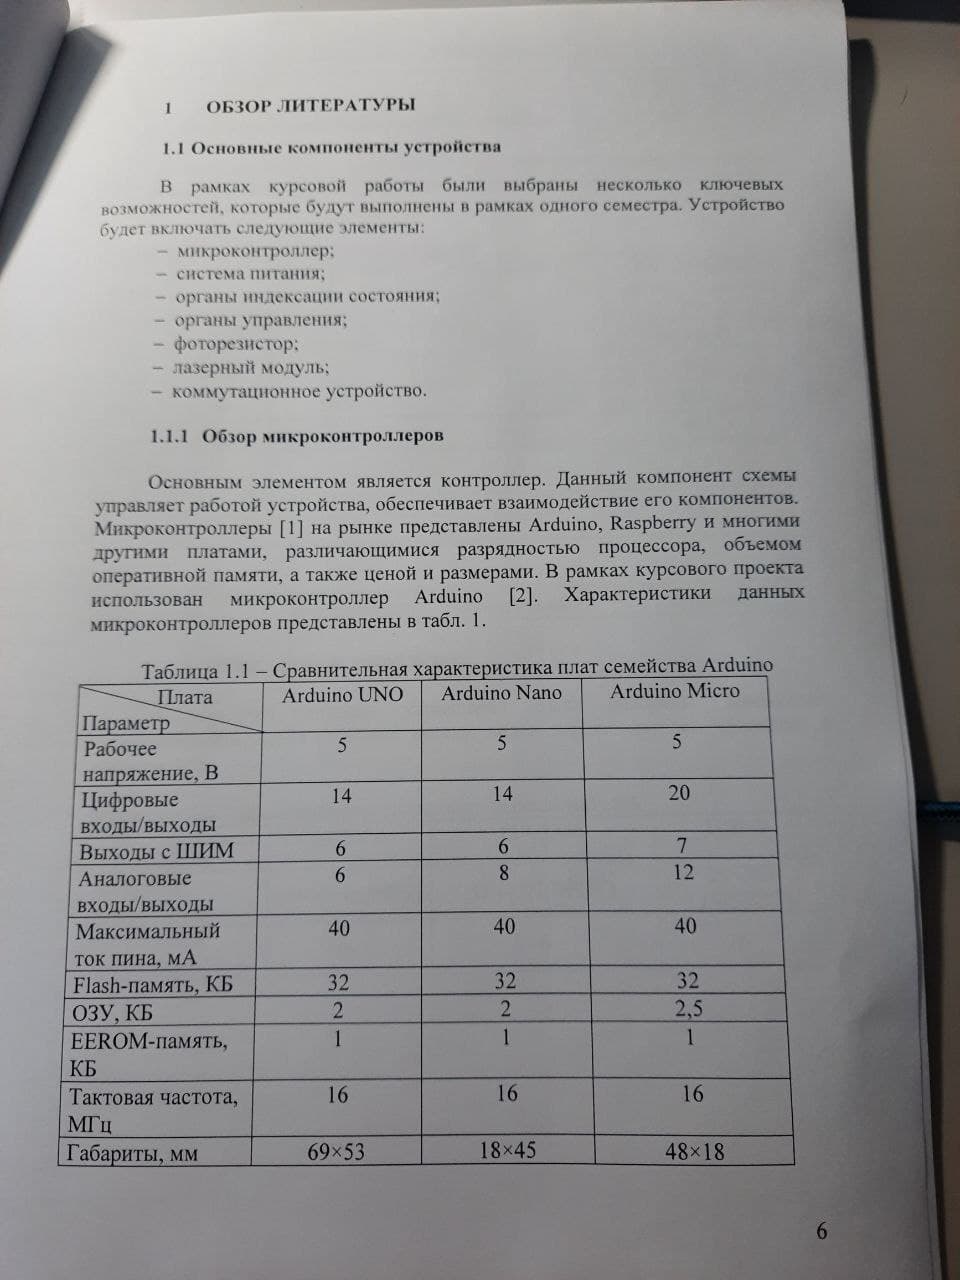 1 ОБЗОР ЛИТЕРАТУРЫ
1.1 Основные компоненты устройства
В рамках курсовой работы были выбраны несколько ключевых
возможностей, которые будут выполнены в рамках одного семестра. Устройство
будет включать следующие элементы:
– микроконтроллер;
– система питания;
– органы индексации состояния;
– органы управления;
– фоторезистор;
– лазерный модуль;
– коммутационное устройство.
1.1.1 Обзор микроконтроллеров
Основным элементом является контроллер. Данный компонент схемы
управляет работой устройства, обеспечивает взаимодействие его компонентов.
Микроконтроллеры [1] на рынке представлены Arduino, Raspberry и многими
другими платами, различающимися разрядностью процессора, объемом
оперативной памяти, а также ценой и размерами. В рамках курсового проекта
использован микроконтроллер Arduino [2]. Характеристики данных
микроконтроллеров представлены в табл. 1.
Таблица 1.1 – Сравнительная характеристика плат семейства Arduino
Плата Arduino UNO Arduino Nano Arduino Micro
Параметр
Рабочее 5 5 5
напряжение, В
Цифровые 14 14 20
входы/выходы
Выходы с ШИМ 6 6 7
Аналоговые 6 8 12
входы/выходы
Максимальный 40 40 40
ток пина, мА
Flash-память, КБ 32 32 32
ОЗУ, КБ 2 2 2,5
EEROM-память, 1 1 1
КБ
Тактовая частота, 16 16 16
МГц
Габариты, мм 69×53 18×45 48×18
6